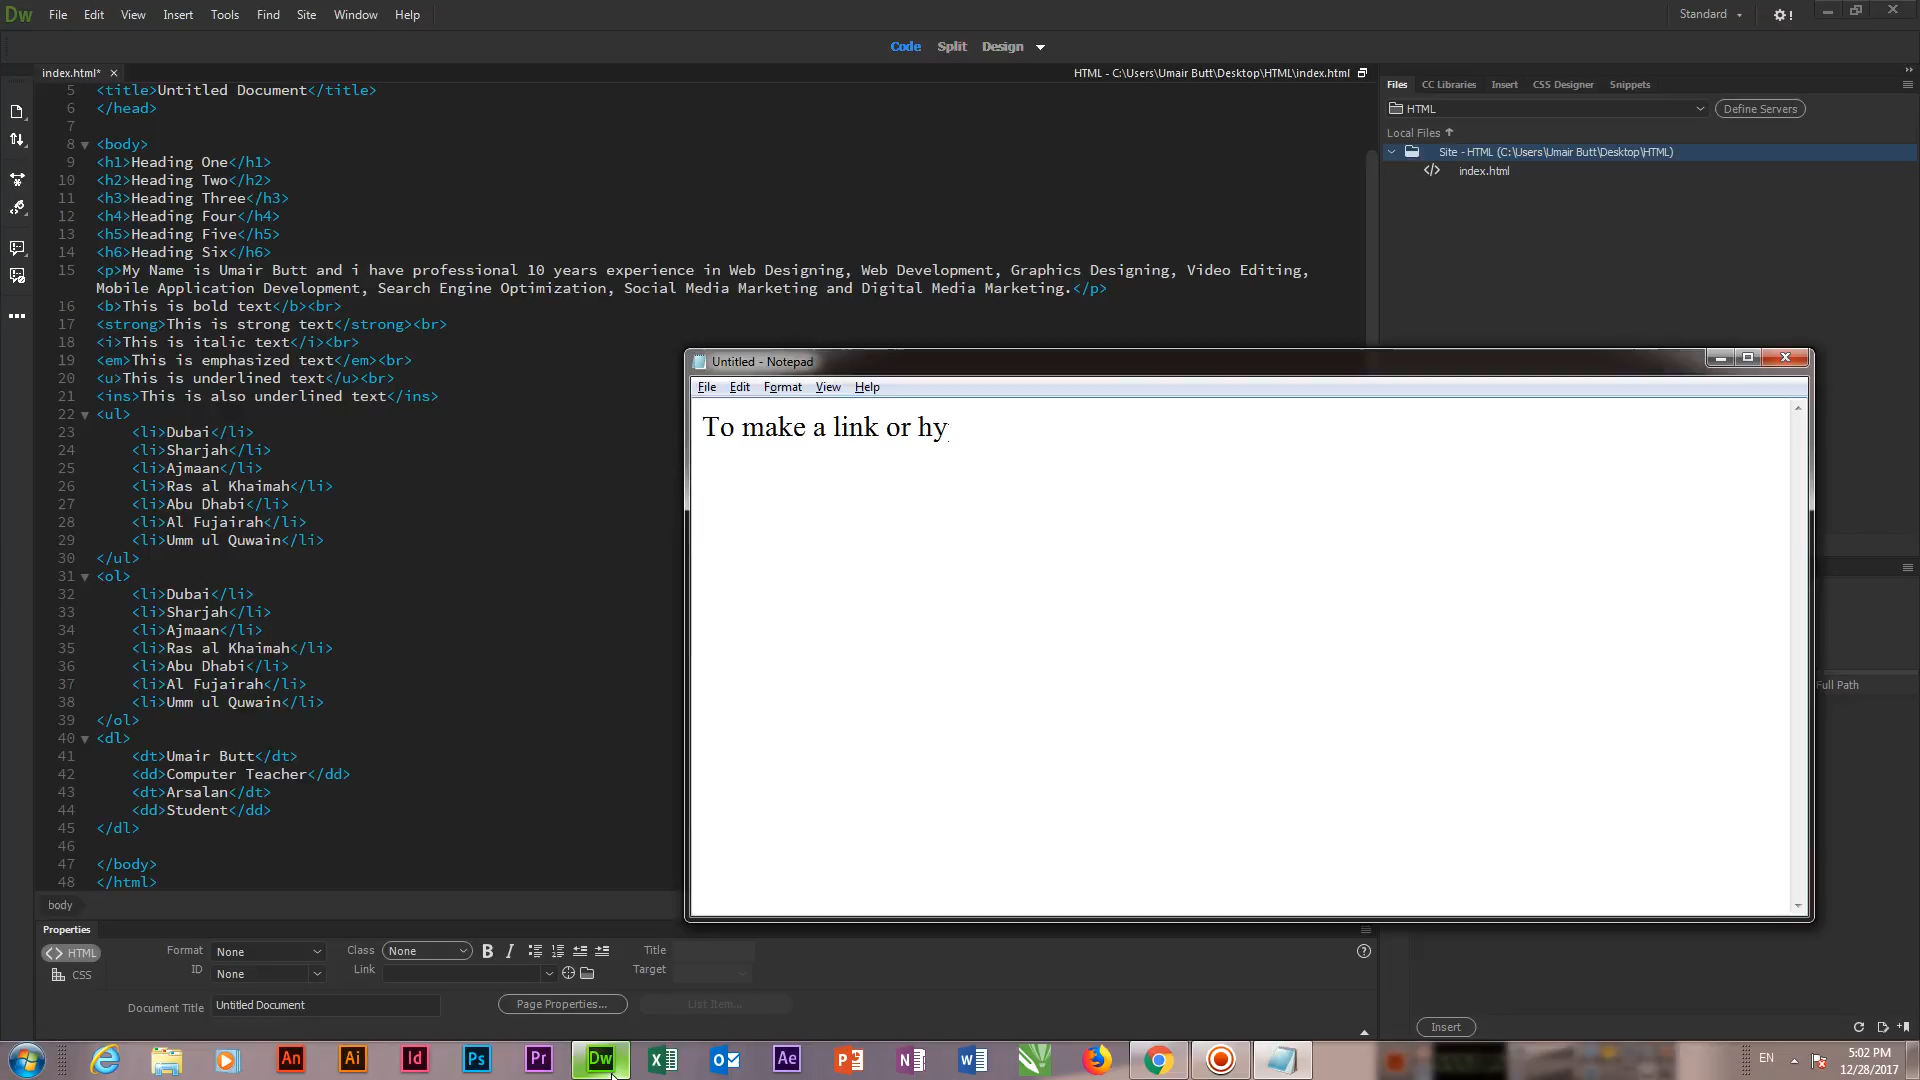 Dw File Edit View Insert Tools Find Site Window Help Standard
Code Split Design
index.html* HTML - C:\Users\Umair Butt\Desktop\HTML\index.html
5 <title>Untitled Document</title>
6 </head>
7
8 <body>
9 <h1>Heading One</h1>
10 <h2>Heading Two</h2>
11 <h3>Heading Three</h3>
12 <h4>Heading Four</h4>
13 <h5>Heading Five</h5>
14 <h6>Heading Six</h6>
15 <p>My Name is Umair Butt and i have professional 10 years experience in Web Designing, Web Development, Graphics Designing, Video Editing,
Mobile Application Development, Search Engine Optimization, Social Media Marketing and Digital Media Marketing.</p>
16 <b>This is bold text</b><br>
17 <strong>This is strong text</strong><br>
18 <i>This is italic text</i><br>
19 <em>This is emphasized text</em><br>
20 <u>This is underlined text</u><br>
21 <ins>This is also underlined text</ins>
22 <ul>
23 <li>Dubai</li>
24 <li>Sharjah</li>
25 <li>Ajmaan</li>
26 <li>Ras al Khaimah</li>
27 <li>Abu Dhabi</li>
28 <li>Al Fujairah</li>
29 <li>Umm ul Quwain</li>
30 </ul>
31 <ol>
32 <li>Dubai</li>
33 <li>Sharjah</li>
34 <li>Ajmaan</li>
35 <li>Ras al Khaimah</li>
36 <li>Abu Dhabi</li>
37 <li>Al Fujairah</li>
38 <li>Umm ul Quwain</li>
39 </ol>
40 <dl>
41 <dt>Umair Butt</dt>
42 <dd>Computer Teacher</dd>
43 <dt>Arsalan</dt>
44 <dd>Student</dd>
45 </dl>
46
47 </body>
48 </html>
body
Files CC Libraries Insert CSS Designer Snippets
HTML Define Servers
Local Files
Site - HTML (C:\Users\Umair Butt\Desktop\HTML)
index.html
Untitled - Notepad
File Edit Format View Help
To make a link or hy
Full Path
Properties
HTML Format None Class None B I Title
CSS ID None Link Target
Document Title Untitled Document Page Properties... List Item...
Insert
An Ai Id Ps Pr Dw Ae
EN 5:02 PM
12/28/2017